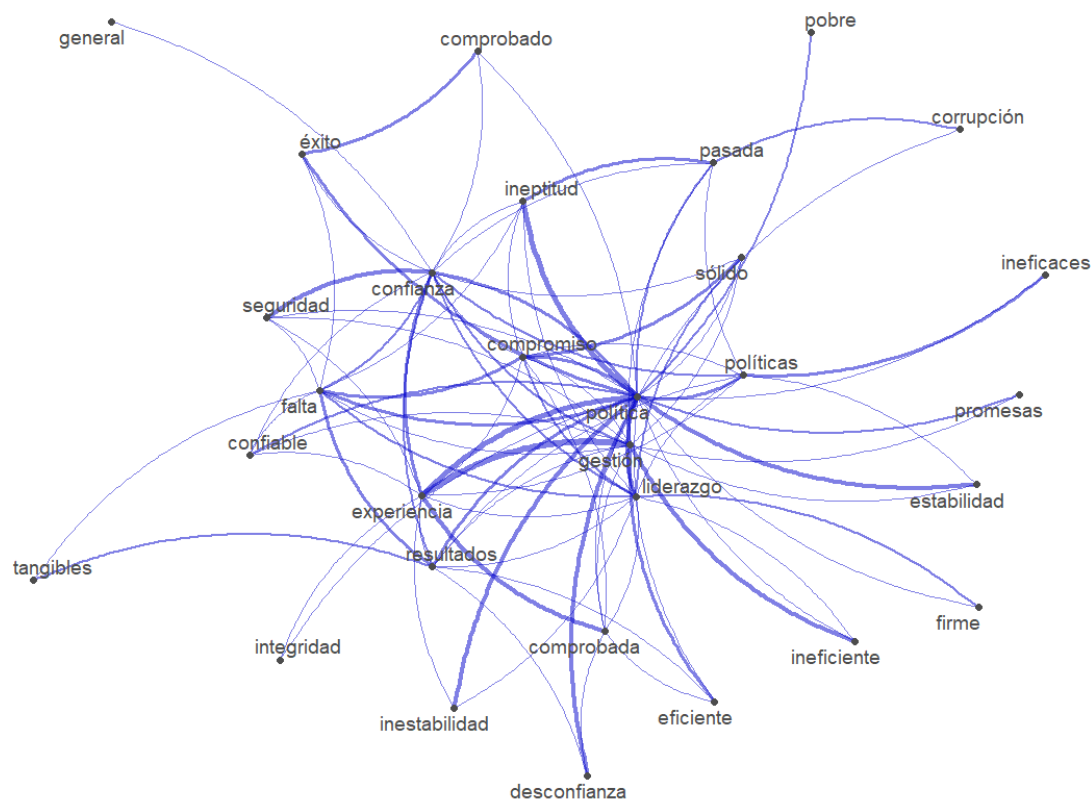 general
comprobado
pobre
corrupción
éxito
pasada
ineptitud
sólido
ineficaces
confianza
seguridad
compromiso
políticas
falta
política
promesas
confiable
gestión
liderazgo
estabilidad
experiencia
resultados
tangibles
firme
integridad
comprobada
ineficiente
inestabilidad
eficiente
desconfianza